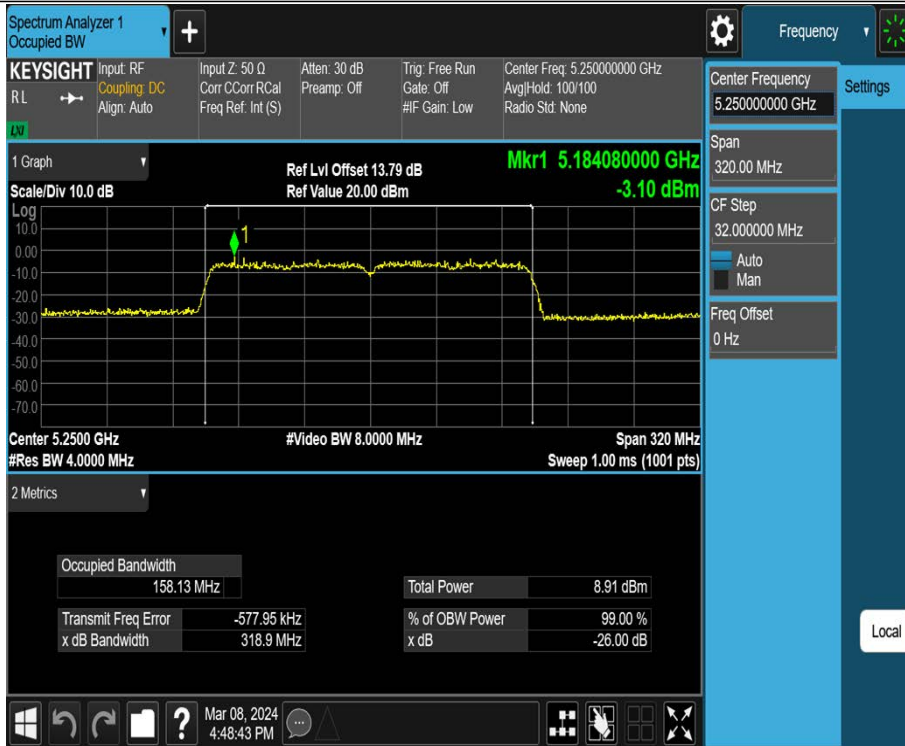 Spectrum Analyzer 1
Occupied BW
+
Frequency
KEYSIGHT
RL
LXI
Input: RF
Coupling: DC
Align: Auto
Input Z: 50 Ω
Corr CCorr RCal
Freq Ref: Int (S)
Atten: 30 dB
Preamp: Off
Trig: Free Run
Gate: Off
#IF Gain: Low
Center Freq: 5.250000000 GHz
Avg|Hold: 100/100
Radio Std: None
Center Frequency
5.250000000 GHz
Settings
Span
320.00 MHz
CF Step
32.000000 MHz
Auto
Man
Freq Offset
0 Hz
1 Graph
Scale/Div 10.0 dB
Ref Lvl Offset 13.79 dB
Ref Value 20.00 dBm
Mkr1 5.184080000 GHz
-3.10 dBm
Log
10.0
0.00
-10.0
-20.0
-30.0
-40.0
-50.0
-60.0
-70.0
1
Center 5.2500 GHz
#Video BW 8.0000 MHz
Span 320 MHz
#Res BW 4.0000 MHz
Sweep 1.00 ms (1001 pts)
2 Metrics
Occupied Bandwidth
158.13 MHz
Total Power 8.91 dBm
Transmit Freq Error -577.95 kHz
% of OBW Power 99.00 %
x dB Bandwidth 318.9 MHz
x dB -26.00 dB
Local
?
Mar 08, 2024
4:48:43 PM